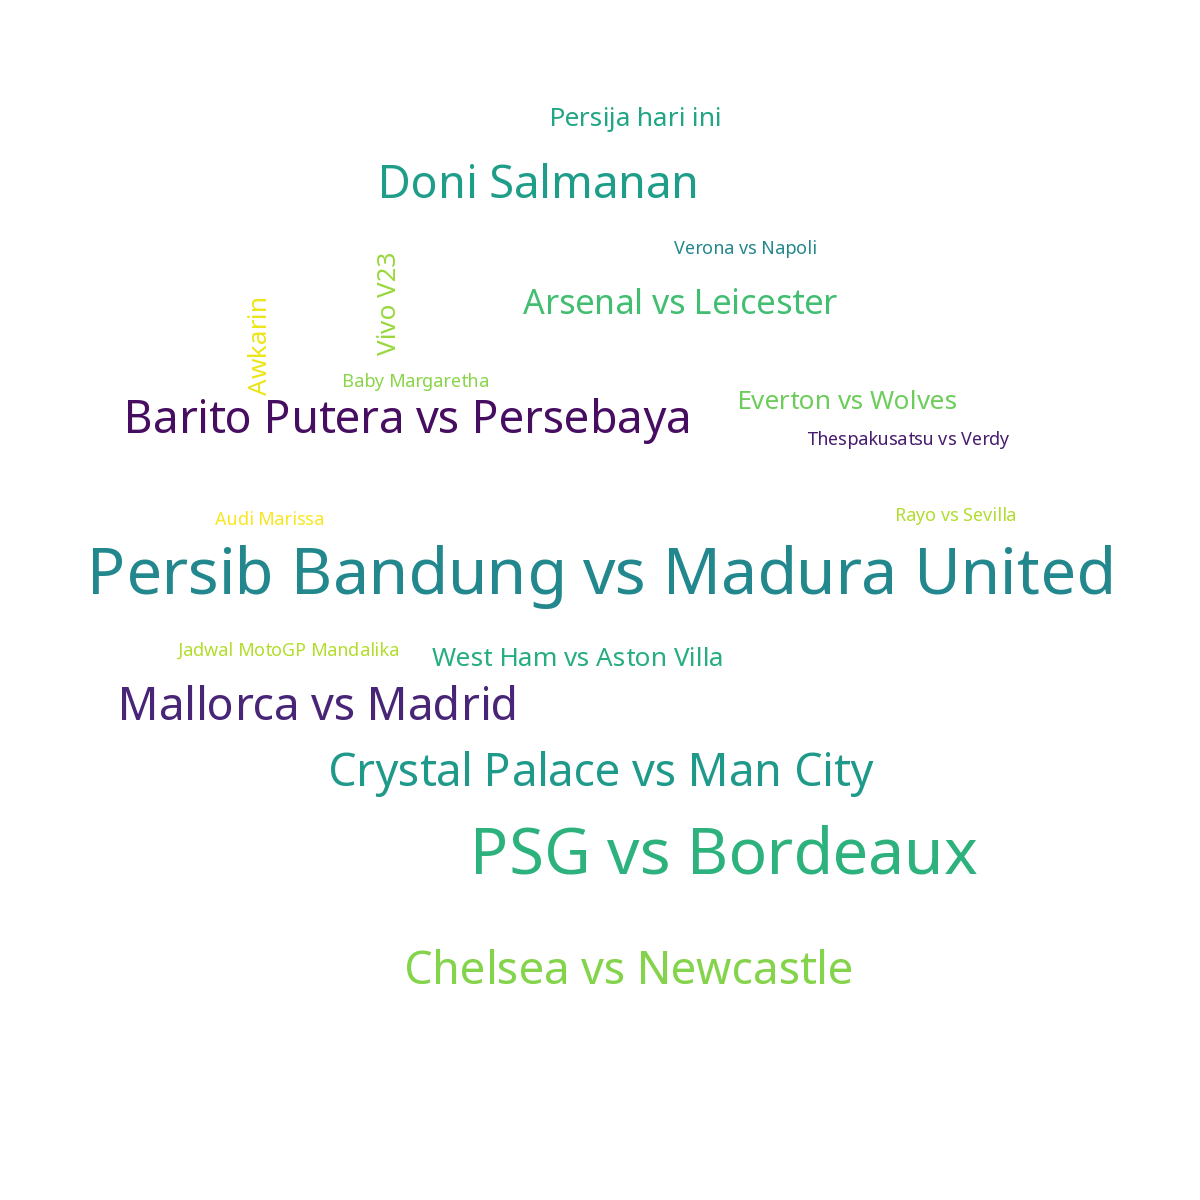 Persija hari ini
Doni Salmanan
Verona vs Napoli
Vivo V23
Arsenal vs Leicester
Awkarin
Baby Margaretha
Everton vs Wolves
Barito Putera vs Persebaya
Thespakusatsu vs Verdy
Rayo vs Sevilla
Audi Marissa
Persib Bandung vs Madura United
Jadwal MotoGP Mandalika
West Ham vs Aston Villa
Mallorca vs Madrid
Crystal Palace vs Man City
PSG vs Bordeaux
Chelsea vs Newcastle